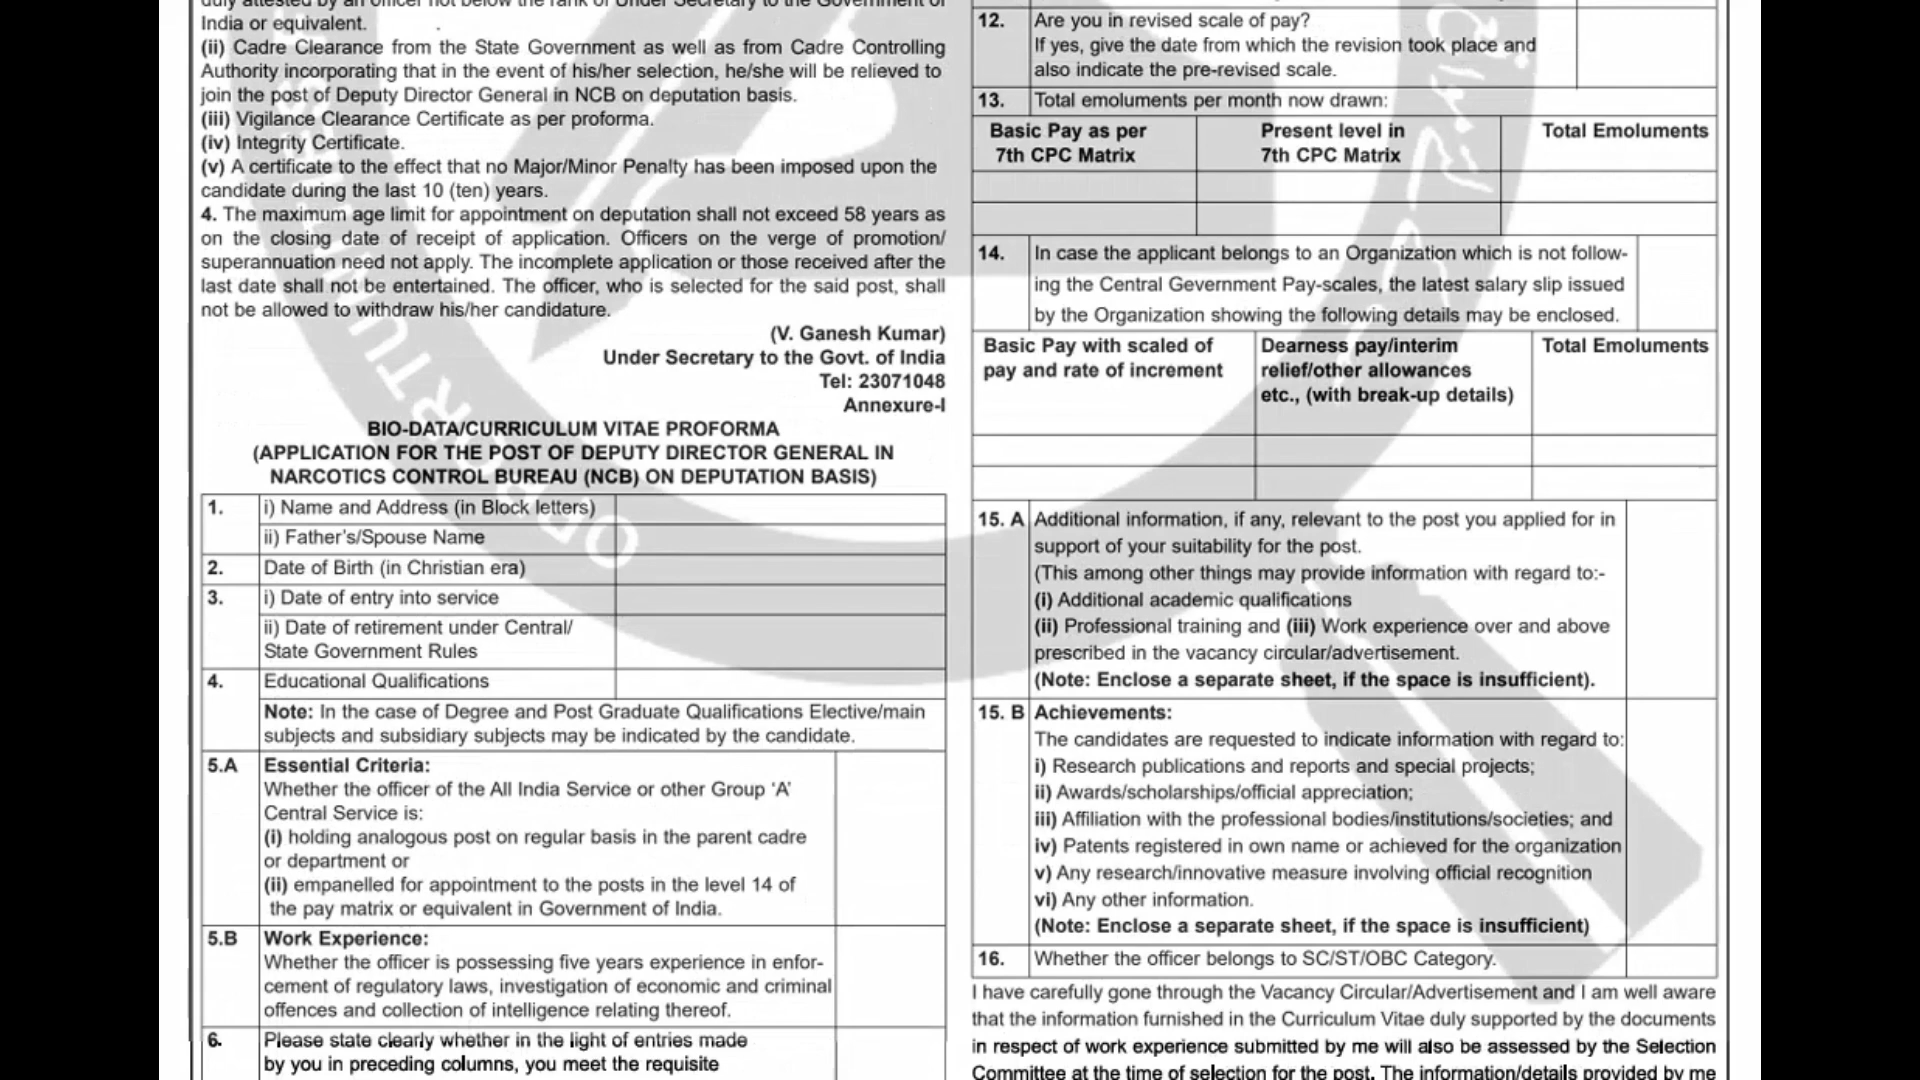 duly attested by an officer not below the rank of Under Secretary to the Government of
India or equivalent.
(ii) Cadre Clearance from the State Government as well as from Cadre Controlling
Authority incorporating that in the event of his/her selection, he/she will be relieved to
join the post of Deputy Director General in NCB on deputation basis.
(iii) Vigilance Clearance Certificate as per proforma.
(iv) Integrity Certificate.
(v) A certificate to the effect that no Major/Minor Penalty has been imposed upon the
candidate during the last 10 (ten) years.
4. The maximum age limit for appointment on deputation shall not exceed 58 years as
on the closing date of receipt of application. Officers on the verge of promotion/
superannuation need not apply. The incomplete application or those received after the
last date shall not be entertained. The officer, who is selected for the said post, shall
not be allowed to withdraw his/her candidature.
(V. Ganesh Kumar)
Under Secretary to the Govt. of India
Tel: 23071048
Annexure-I
BIO-DATA/CURRICULUM VITAE PROFORMA
(APPLICATION FOR THE POST OF DEPUTY DIRECTOR GENERAL IN
NARCOTICS CONTROL BUREAU (NCB) ON DEPUTATION BASIS)
1. i) Name and Address (in Block letters)
ii) Father's/Spouse Name
2. Date of Birth (in Christian era)
3. i) Date of entry into service
ii) Date of retirement under Central/
State Government Rules
4. Educational Qualifications
Note: In the case of Degree and Post Graduate Qualifications Elective/main
subjects and subsidiary subjects may be indicated by the candidate.
5.A Essential Criteria:
Whether the officer of the All India Service or other Group 'A'
Central Service is:
(i) holding analogous post on regular basis in the parent cadre
or department or
(ii) empanelled for appointment to the posts in the level 14 of
the pay matrix or equivalent in Government of India.
5.B Work Experience:
Whether the officer is possessing five years experience in enfor-
cement of regulatory laws, investigation of economic and criminal
offences and collection of intelligence relating thereof.
6. Please state clearly whether in the light of entries made
by you in preceding columns, you meet the requisite
12. Are you in revised scale of pay?
If yes, give the date from which the revision took place and
also indicate the pre-revised scale.
13. Total emoluments per month now drawn:
Basic Pay as per
7th CPC Matrix
Present level in
7th CPC Matrix
Total Emoluments
14. In case the applicant belongs to an Organization which is not follow-
ing the Central Gevernment Pay-scales, the latest salary slip issued
by the Organization showing the following details may be enclosed.
Basic Pay with scaled of
pay and rate of increment
Dearness pay/interim
relief/other allowances
etc., (with break-up details)
Total Emoluments
15. A Additional information, if any, relevant to the post you applied for in
support of your suitability for the post.
(This among other things may provide information with regard to:-
(i) Additional academic qualifications
(ii) Professional training and (iii) Work experience over and above
prescribed in the vacancy circular/advertisement.
(Note: Enclose a separate sheet, if the space is insufficient).
15. B Achievements:
The candidates are requested to indicate information with regard to:
i) Research publications and reports and special projects;
ii) Awards/scholarships/official appreciation;
iii) Affiliation with the professional bodies/institutions/societies; and
iv) Patents registered in own name or achieved for the organization
v) Any research/innovative measure involving official recognition
vi) Any other information.
(Note: Enclose a separate sheet, if the space is insufficient)
16. Whether the officer belongs to SC/ST/OBC Category.
I have carefully gone through the Vacancy Circular/Advertisement and I am well aware
that the information furnished in the Curriculum Vitae duly supported by the documents
in respect of work experience submitted by me will also be assessed by the Selection
Committee at the time of selection for the post. The information/details provided by me